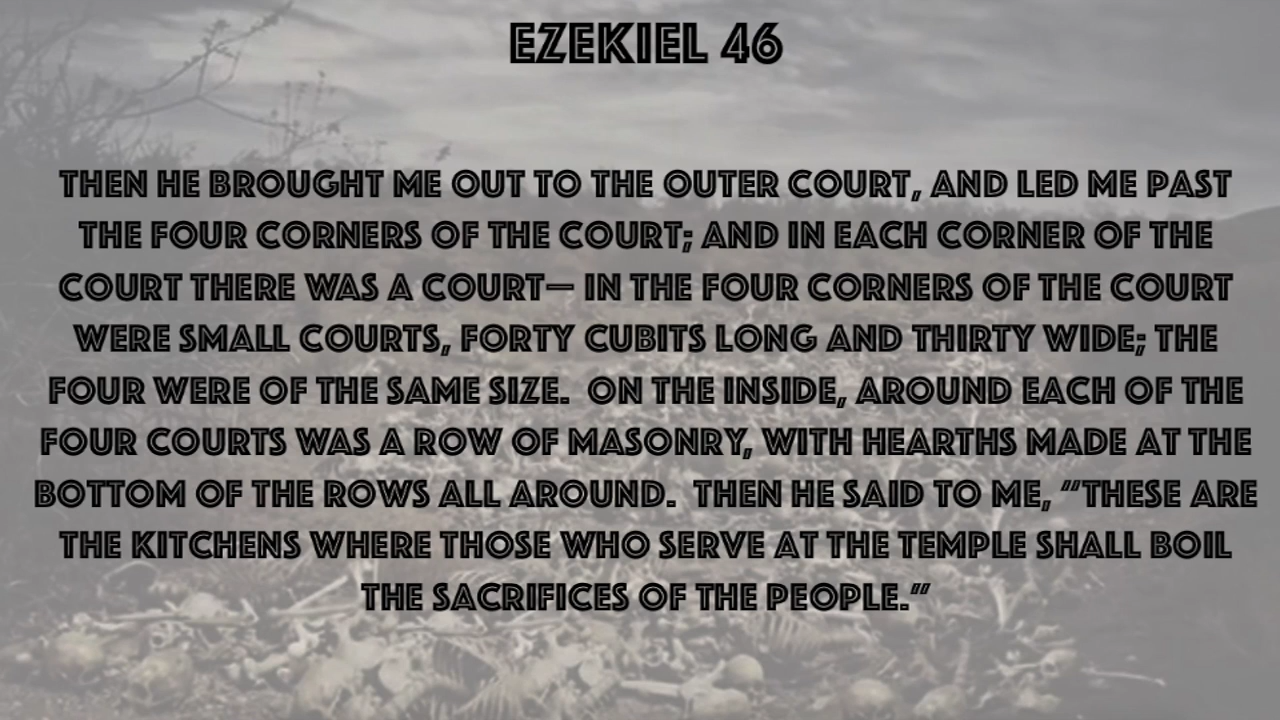 EZEKIEL 46
THEN HE BROUGHT ME OUT TO THE OUTER COURT, AND LED ME PAST
THE FOUR CORNERS OF THE COURT; AND IN EACH CORNER OF THE
COURT THERE WAS A COURT— IN THE FOUR CORNERS OF THE COURT
WERE SMALL COURTS, FORTY CUBITS LONG AND THIRTY WIDE; THE
FOUR WERE OF THE SAME SIZE.  ON THE INSIDE, AROUND EACH OF THE
FOUR COURTS WAS A ROW OF MASONRY, WITH HEARTHS MADE AT THE
BOTTOM OF THE ROWS ALL AROUND.  THEN HE SAID TO ME, “THESE ARE
THE KITCHENS WHERE THOSE WHO SERVE AT THE TEMPLE SHALL BOIL
THE SACRIFICES OF THE PEOPLE.”